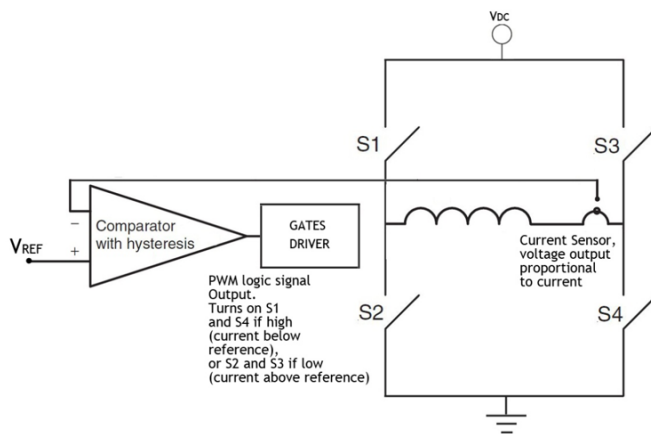 VDC
S1
S3
−
Comparator
with hysteresis
VREF
+
GATES
DRIVER
Current Sensor,
voltage output
proportional
to current
PWM logic signal
Output.
Turns on S1
and S4 if high
(current below
reference),
or S2 and S3 if low
(current above reference)
S2
S4